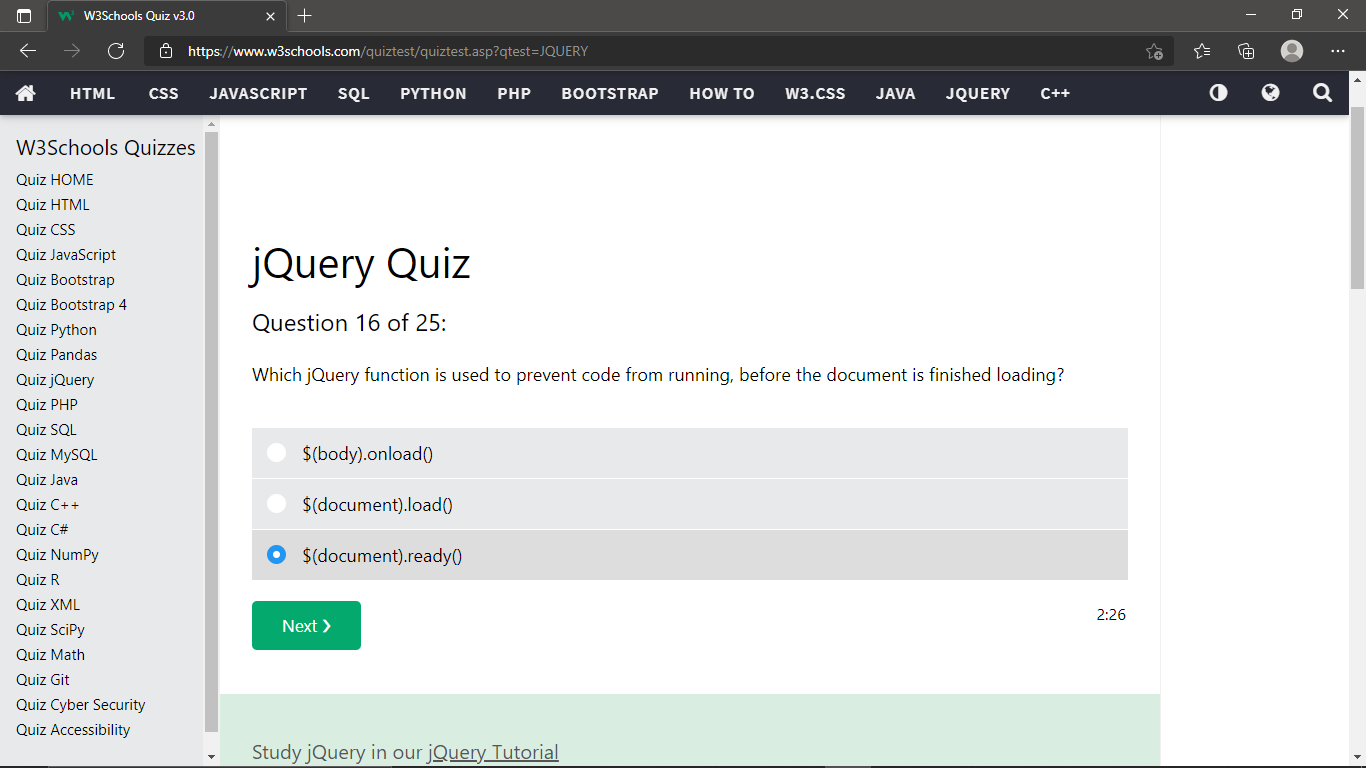 W3Schools Quiz v3.0
https://www.w3schools.com/quiztest/quiztest.asp?qtest=JQUERY
HTML CSS JAVASCRIPT SQL PYTHON PHP BOOTSTRAP HOW TO W3.CSS JAVA JQUERY C++
W3Schools Quizzes
Quiz HOME
Quiz HTML
Quiz CSS
Quiz JavaScript
Quiz Bootstrap
Quiz Bootstrap 4
Quiz Python
Quiz Pandas
Quiz jQuery
Quiz PHP
Quiz SQL
Quiz MySQL
Quiz Java
Quiz C++
Quiz C#
Quiz NumPy
Quiz R
Quiz XML
Quiz SciPy
Quiz Math
Quiz Git
Quiz Cyber Security
Quiz Accessibility
jQuery Quiz
Question 16 of 25:
Which jQuery function is used to prevent code from running, before the document is finished loading?
$(body).onload()
$(document).load()
$(document).ready()
Next ❯
2:26
Study jQuery in our jQuery Tutorial